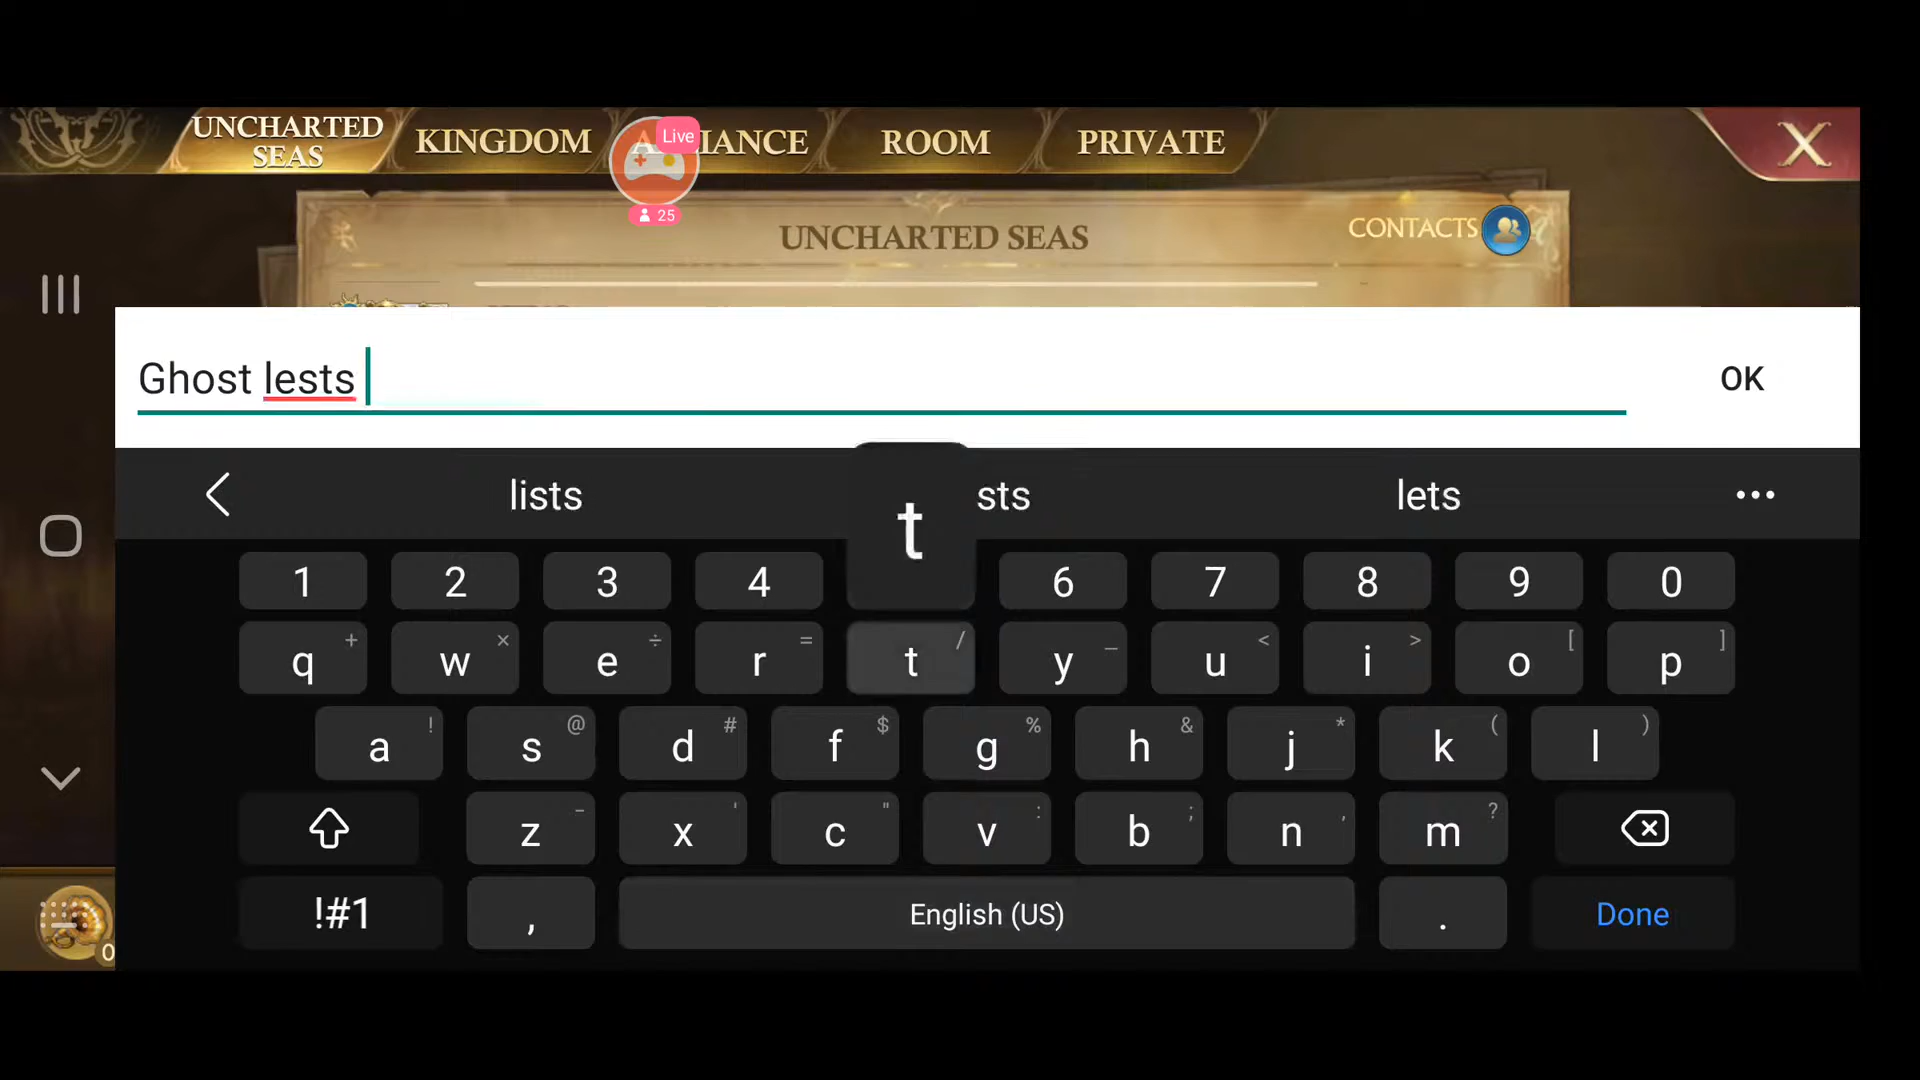 UNCHARTED
SEAS
KINGDOM
IANCE
ROOM
PRIVATE
X
Live
25
UNCHARTED SEAS
CONTACTS
Ghost lests
OK
lists
t
sts
lets
1 2 3 4 6 7 8 9 0
q + w × e ÷ r = t / y _ u < i > o [ p ]
a ! s @ d # f $ g % h & j * k ( l )
z - x ' c " v : b ; n , m ?
!#1 , English (US) . Done
0